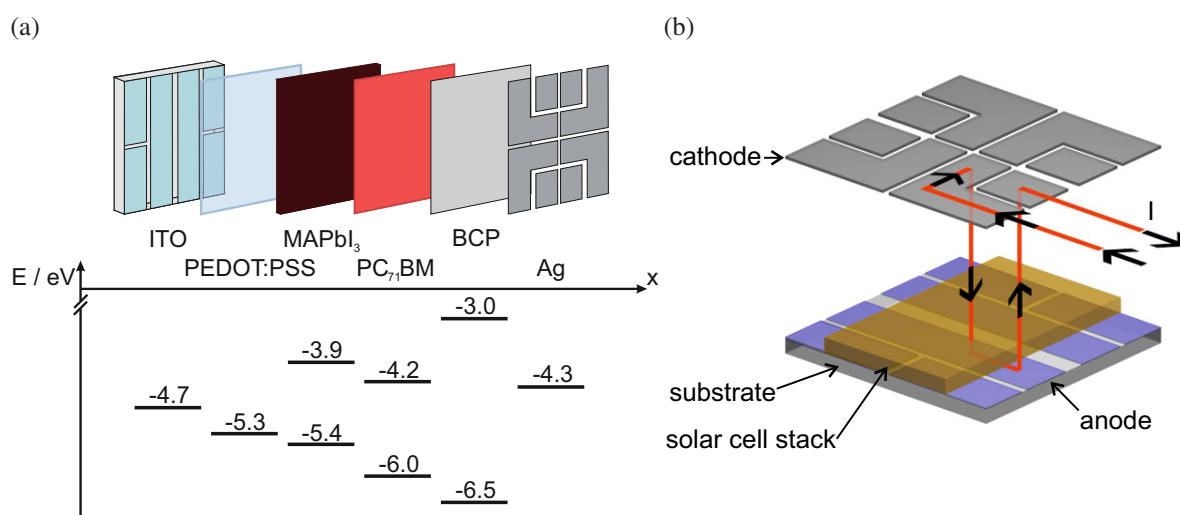 (a)
ITO
MAPbI₃
BCP
PEDOT:PSS
PC₇₁BM
Ag
E / eV
x
-3.0
-3.9
-4.2
-4.3
-4.7
-5.3
-5.4
-6.0
-6.5
(b)
cathode
I
substrate
solar cell stack
anode